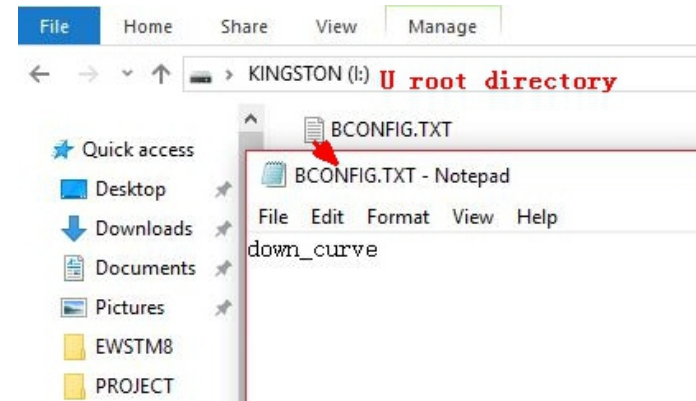 File Home Share View Manage
KINGSTON (I:) U root directory
BCONFIG.TXT
Quick access
BCONFIG.TXT - Notepad
Desktop
File Edit Format View Help
Downloads
down_curve
Documents
Pictures
EWSTM8
PROJECT